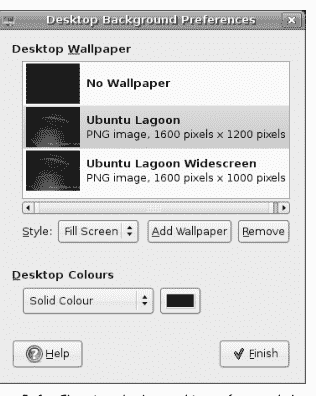 Desktop Background Preferences
Desktop Wallpaper
No Wallpaper
Ubuntu Lagoon
PNG image, 1600 pixels x 1200 pixels
Ubuntu Lagoon Widescreen
PNG image, 1600 pixels x 1000 pixels
Style: Fill Screen Add Wallpaper Remove
Desktop Colours
Solid Colour
Help Finish